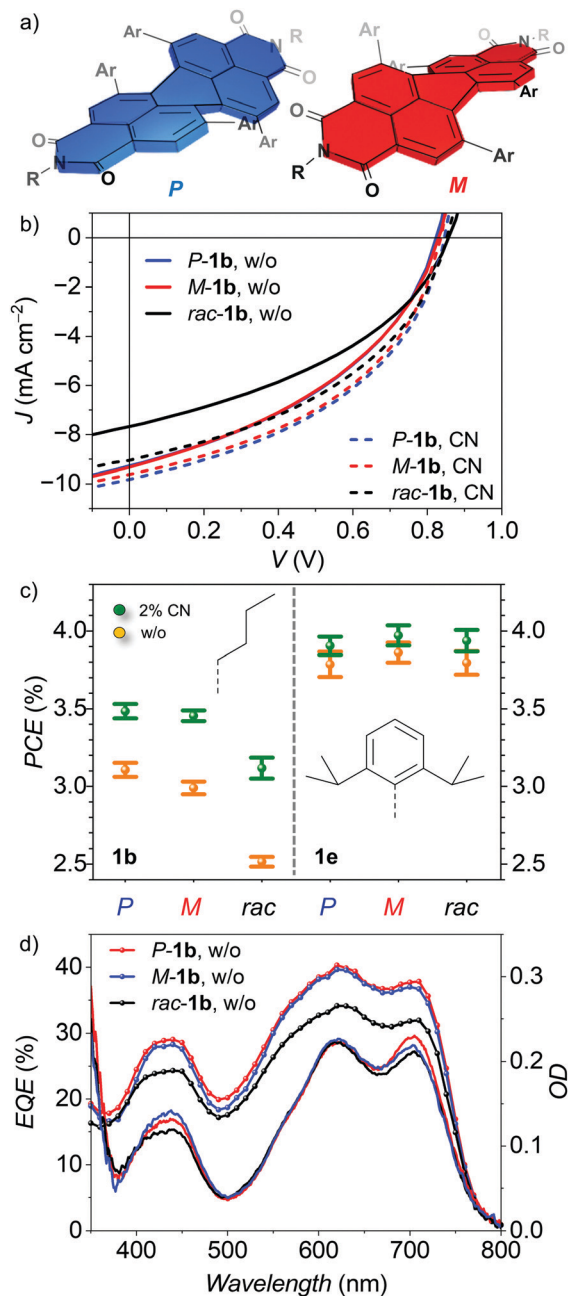 a)
Ar
O
N-R
O
Ar
Ar
O
N
R
O
Ar
P
Ar
O
N-R
O
Ar
Ar
O
N
R
O
Ar
M
b)
J (mA cm−2)
0
−2
−4
−6
−8
−10
P-1b, w/o
M-1b, w/o
rac-1b, w/o
P-1b, CN
M-1b, CN
rac-1b, CN
0.0 0.2 0.4 0.6 0.8 1.0
V (V)
c)
2% CN
w/o
PCE (%)
4.0
3.5
3.0
2.5
4.0
3.5
3.0
2.5
1b
1e
P M rac P M rac
d)
P-1b, w/o
M-1b, w/o
rac-1b, w/o
EQE (%)
40
30
20
10
0
OD
0.3
0.2
0.1
0.0
400 500 600 700 800
Wavelength (nm)